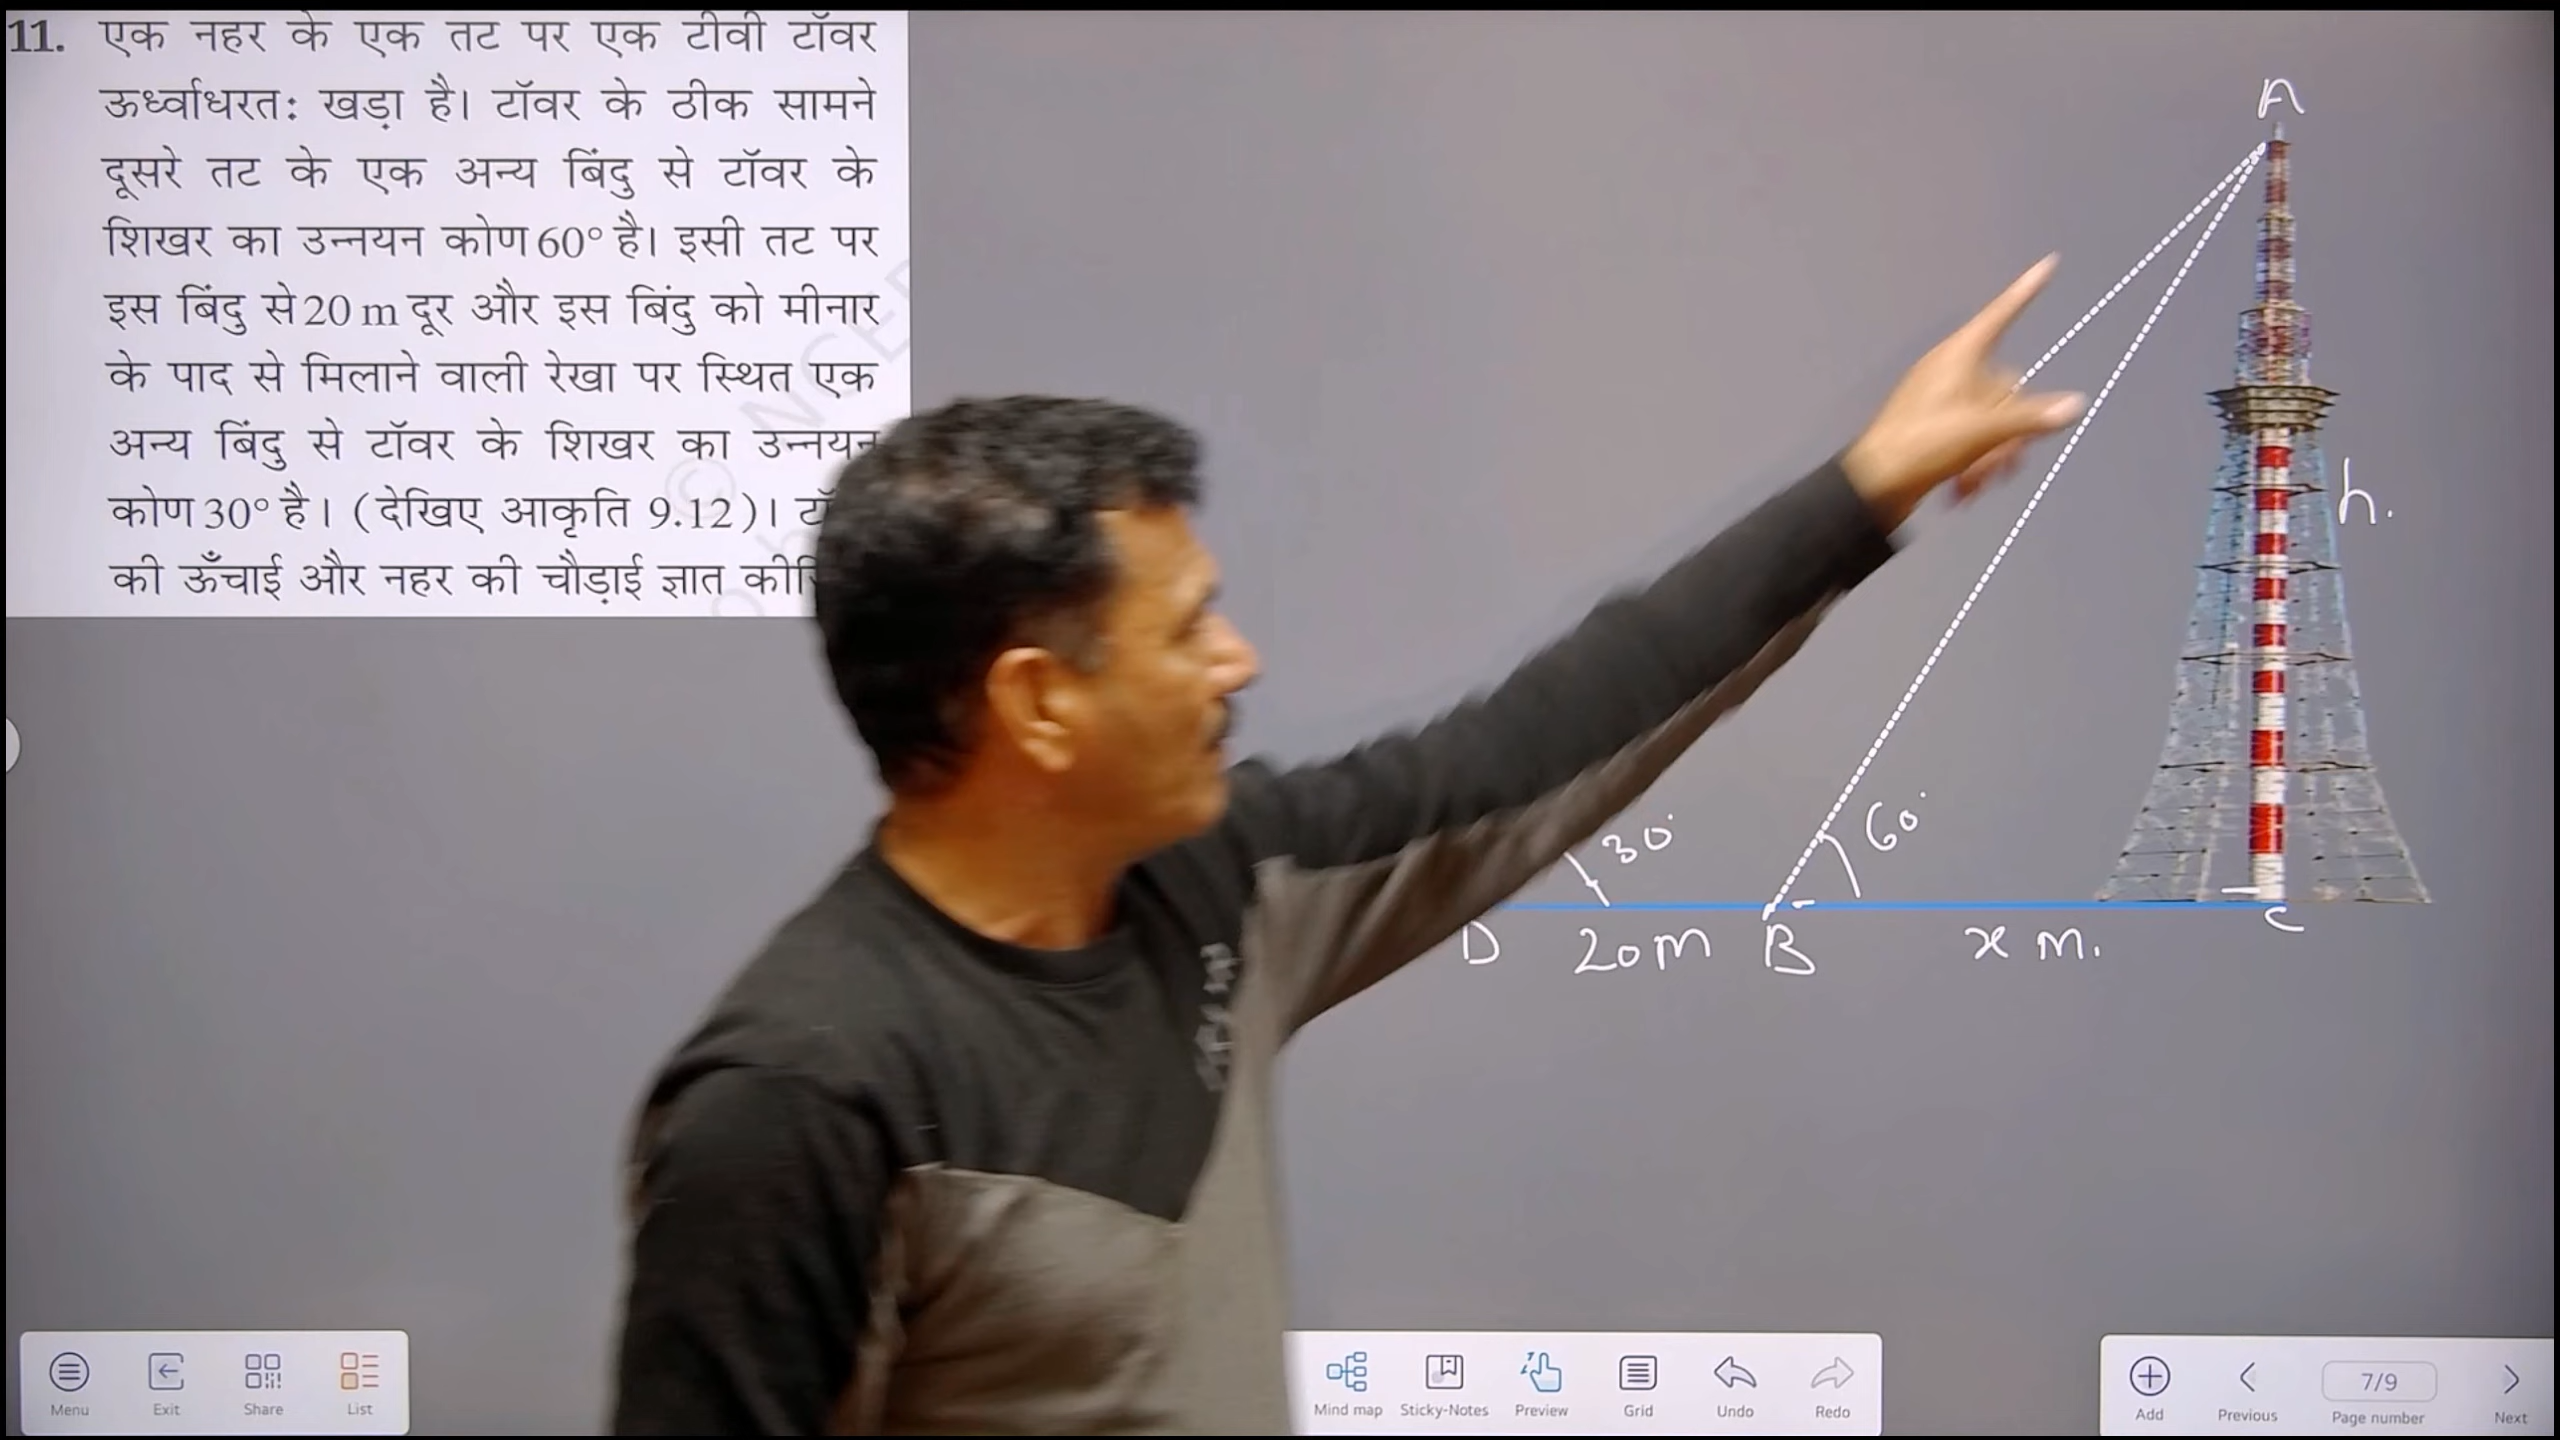 11. एक नहर के एक तट पर एक टीवी टॉवर
ऊर्ध्वाधरतः खड़ा है। टॉवर के ठीक सामने
दूसरे तट के एक अन्य बिंदु से टॉवर के
शिखर का उन्नयन कोण 60° है। इसी तट पर
इस बिंदु से 20 m दूर और इस बिंदु को मीनार
के पाद से मिलाने वाली रेखा पर स्थित एक
अन्य बिंदु से टॉवर के शिखर का उन्नयन
कोण 30° है। (देखिए आकृति 9.12)।
की ऊँचाई और नहर की चौड़ाई ज्ञात
© NCE
A
h.
30°
60°
D 20m B x m. C
Menu Exit Share List
Mind map Sticky-Notes Preview Grid Undo Redo
Add Previous 7/9 Page number Next